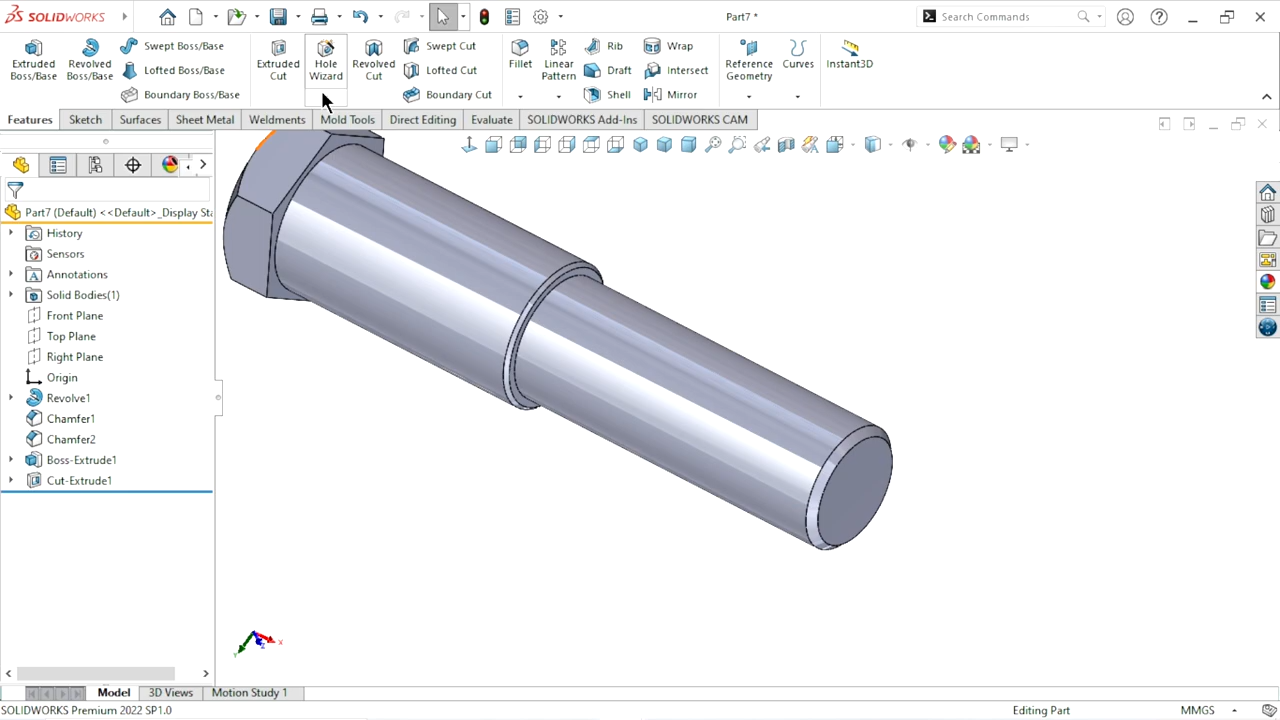 SOLIDWORKS
Part7 *
Search Commands
Extruded Boss/Base
Revolved Boss/Base
Swept Boss/Base
Lofted Boss/Base
Boundary Boss/Base
Extruded Cut
Hole Wizard
Revolved Cut
Swept Cut
Lofted Cut
Boundary Cut
Fillet
Linear Pattern
Rib
Draft
Shell
Wrap
Intersect
Mirror
Reference Geometry
Curves
Instant3D
Features
Sketch
Surfaces
Sheet Metal
Weldments
Mold Tools
Direct Editing
Evaluate
SOLIDWORKS Add-Ins
SOLIDWORKS CAM
Part7 (Default) <<Default>_Display Sta
History
Sensors
Annotations
Solid Bodies(1)
Front Plane
Top Plane
Right Plane
Origin
Revolve1
Chamfer1
Chamfer2
Boss-Extrude1
Cut-Extrude1
X
Y
Z
Model
3D Views
Motion Study 1
SOLIDWORKS Premium 2022 SP1.0
Editing Part
MMGS